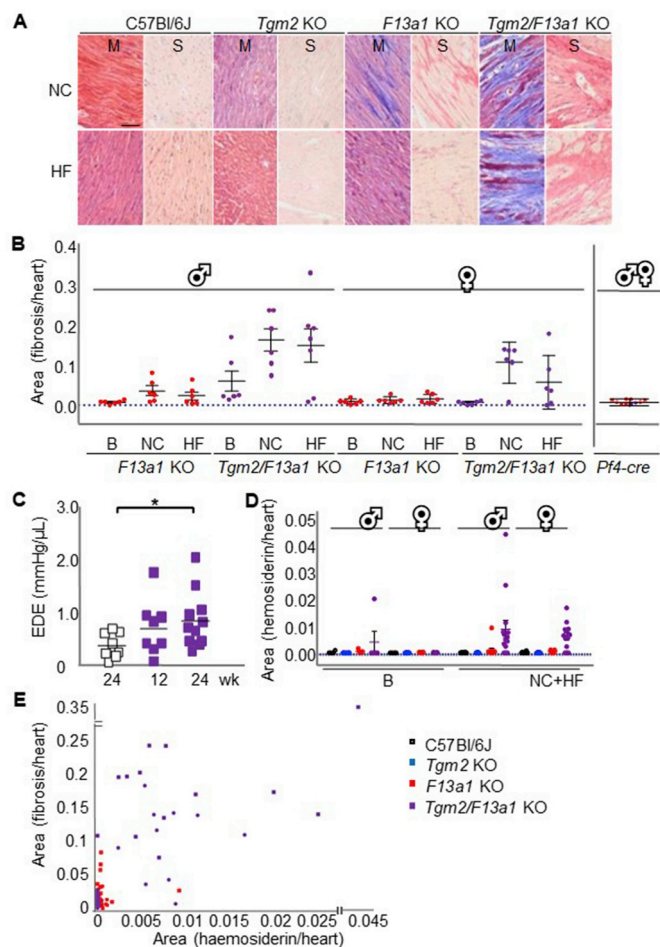 A
C57Bl/6J Tgm2 KO F13a1 KO Tgm2/F13a1 KO
M S M S M S M S
NC
HF
B
Area (fibrosis/heart)
0.4
0.3
0.2
0.1
0.0
♂ ♀ ♂♀
B NC HF B NC HF B NC HF B NC HF
F13a1 KO Tgm2/F13a1 KO F13a1 KO Tgm2/F13a1 KO Pf4-cre
C
EDE (mmHg/µL)
3.0
2.0
1.0
0
*
24 12 24 wk
D
Area (hemosiderin/heart)
0.05
0.04
0.03
0.02
0.01
0.00
♂ ♀ ♂ ♀
B NC+HF
E
Area (fibrosis/heart)
0.35
0.25
0.2
0.15
0.1
0.05
0
0 0.005 0.01 0.015 0.02 0.025 0.045
Area (haemosiderin/heart)
C57Bl/6J
Tgm2 KO
F13a1 KO
Tgm2/F13a1 KO